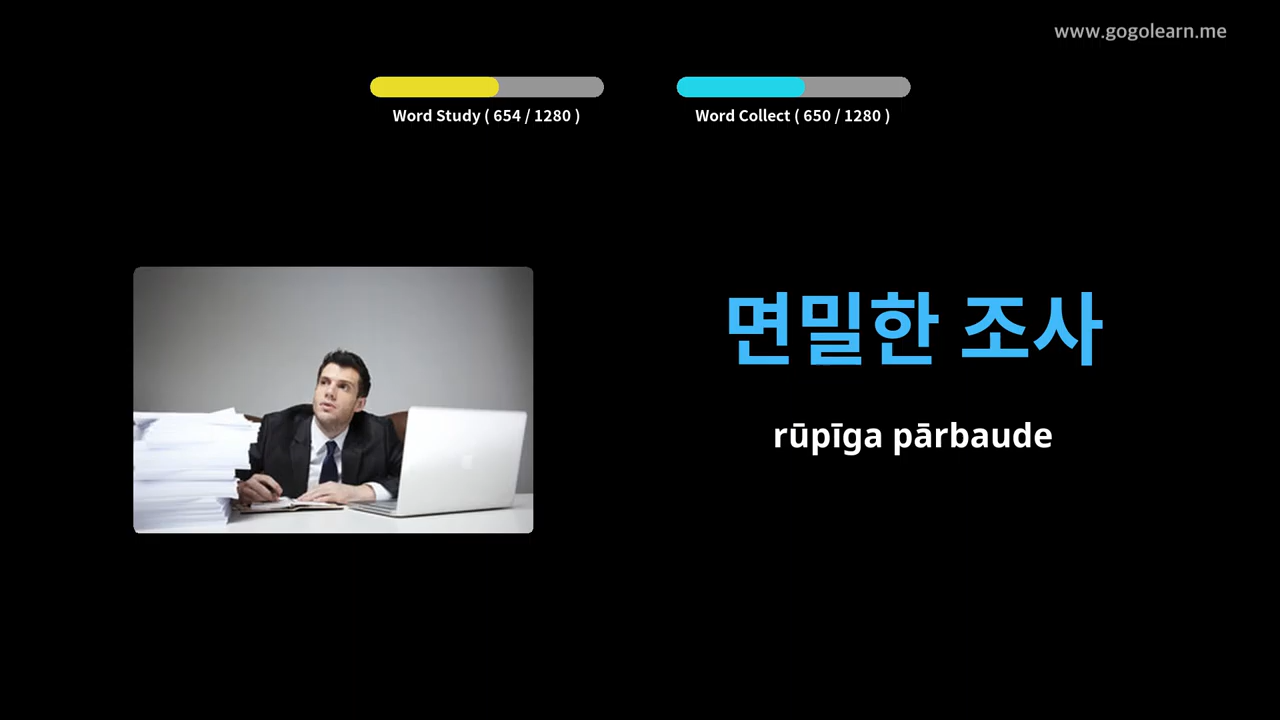 www.gogolearn.me
Word Study ( 654 / 1280 )
Word Collect ( 650 / 1280 )
면밀한 조사
rūpīga pārbaude